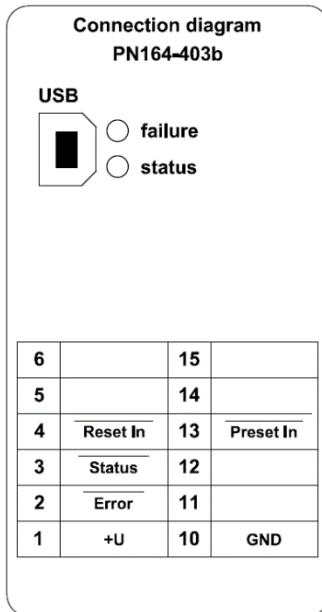 Connection diagram
PN164-403b
USB
failure
status
6 15
5 14
4 Reset In 13 Preset In
3 Status 12
2 Error 11
1 +U 10 GND